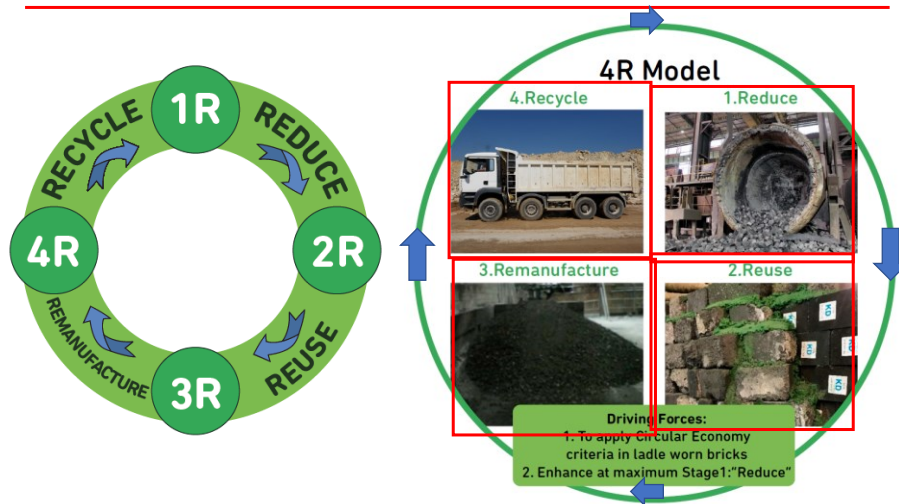 1R
REDUCE
2R
REUSE
3R
REMANUFACTURE
4R
RECYCLE
4R Model
4.Recycle
1.Reduce
3.Remanufacture
2.Reuse
KD
KD
KD
KD
Driving Forces:
1. To apply Circular Economy
criteria in ladle worn bricks
2. Enhance at maximum Stage1:"Reduce"